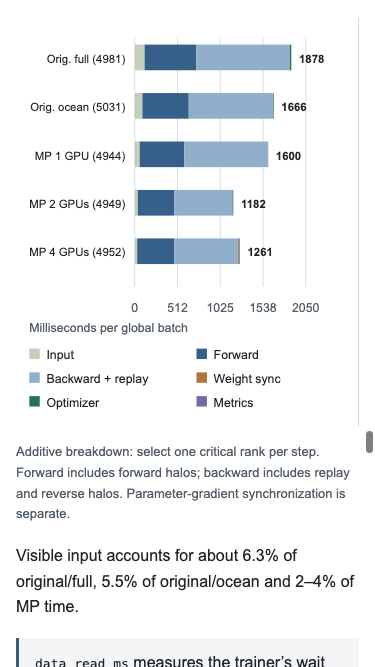 Orig. full (4981)
1878
Orig. ocean (5031)
1666
MP 1 GPU (4944)
1600
MP 2 GPUs (4949)
1182
MP 4 GPUs (4952)
1261
0 512 1025 1538 2050
Milliseconds per global batch
Input Forward
Backward + replay Weight sync
Optimizer Metrics
Additive breakdown: select one critical rank per step.
Forward includes forward halos; backward includes replay
and reverse halos. Parameter-gradient synchronization is
separate.
Visible input accounts for about 6.3% of
original/full, 5.5% of original/ocean and 2–4% of
MP time.
data_read_ms measures the trainer’s wait